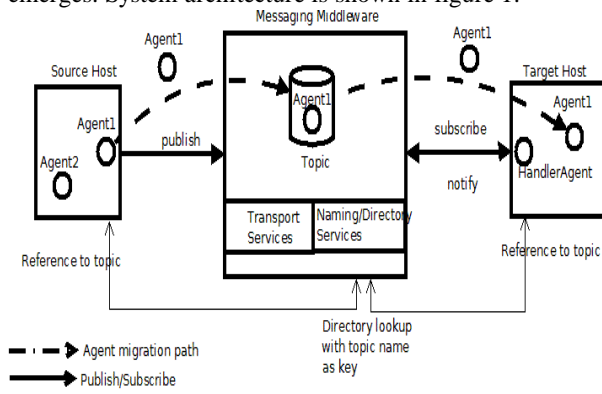 emerges. System architecture is shown in figure 1.
Messaging Middleware
Agent1
Agent1
Source Host
Target Host
Agent1
Agent1
Agent1
publish
subscribe
Agent2
Topic
HandlerAgent
notify
Transport
Services
Naming/Directory
Services
Reference to topic
Reference to topic
Directory lookup
with topic name
as key
Agent migration path
Publish/Subscribe